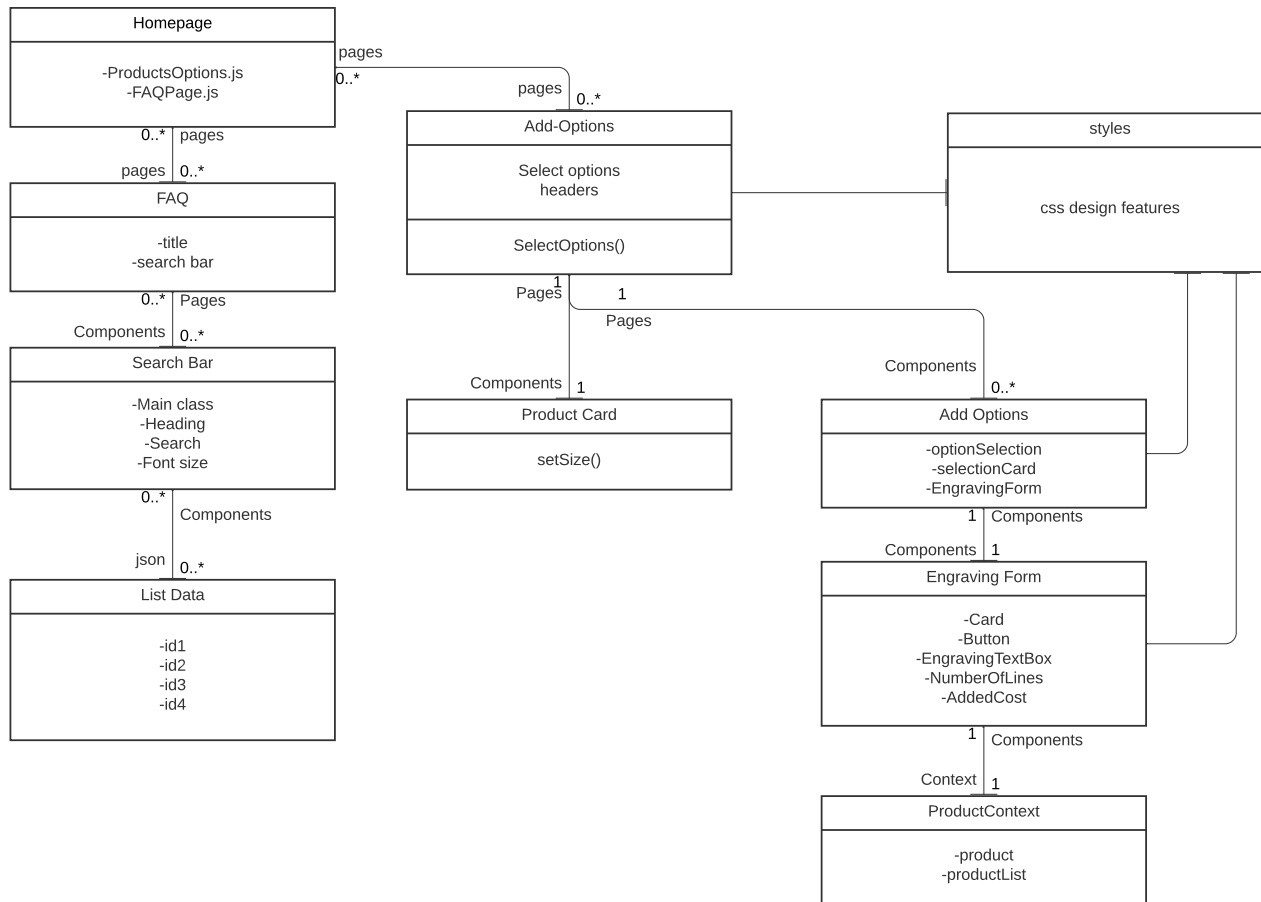 Homepage
-ProductsOptions.js
-FAQPage.js
pages
0..*
pages
0..*
0..*
pages
pages
0..*
FAQ
-title
-search bar
0..*
Pages
Components
0..*
Search Bar
-Main class
-Heading
-Search
-Font size
0..*
Components
json
0..*
List Data
-id1
-id2
-id3
-id4
Add-Options
Select options
headers
SelectOptions()
1
Pages
1
Pages
Components
1
Product Card
setSize()
styles
css design features
Components
0..*
Add Options
-optionSelection
-selectionCard
-EngravingForm
1
Components
Components
1
Engraving Form
-Card
-Button
-EngravingTextBox
-NumberOfLines
-AddedCost
1
Components
Context
1
ProductContext
-product
-productList